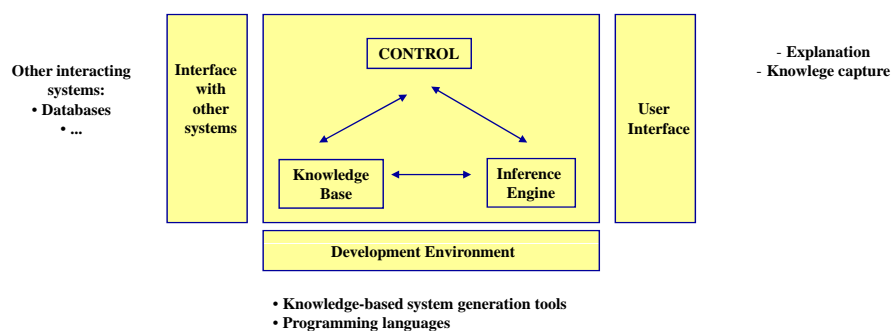 Other interacting
systems:
• Databases
• ...
Interface
with
other
systems
CONTROL
Knowledge
Base
Inference
Engine
User
Interface
- Explanation
- Knowlege capture
Development Environment
• Knowledge-based system generation tools
• Programming languages